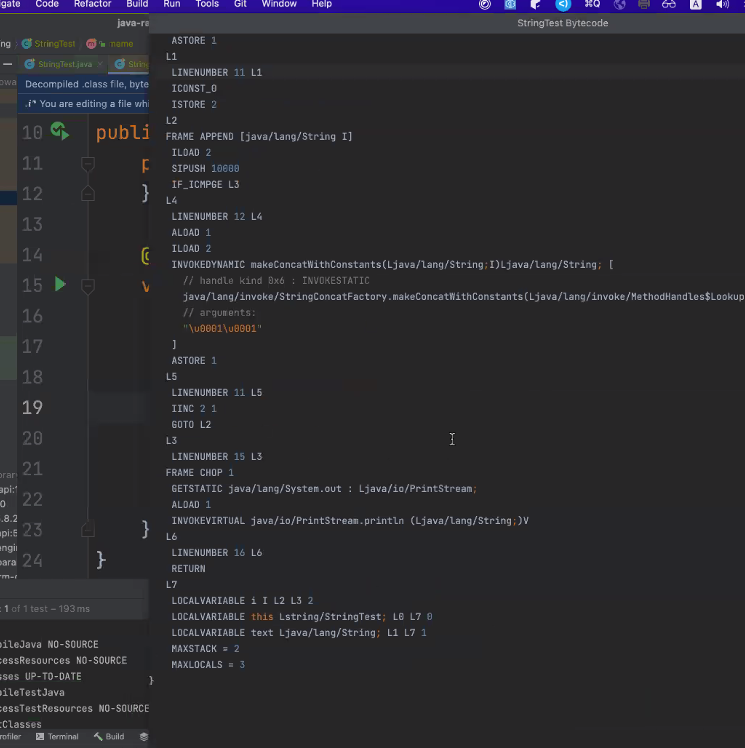 igate Code Refactor Build Run Tools Git Window Help
⌘Q A
java-ra StringTest Bytecode
ng StringTest name
StringTest.java × String
Decompiled .class file, byte
You are editing a file whi
10 publi
11 p
12 }
13
14 @
15 v
16
17
18
19
20
21
22
23 }
24 }
ASTORE 1
L1
LINENUMBER 11 L1
ICONST_0
ISTORE 2
L2
FRAME APPEND [java/lang/String I]
ILOAD 2
SIPUSH 10000
IF_ICMPGE L3
L4
LINENUMBER 12 L4
ALOAD 1
ILOAD 2
INVOKEDYNAMIC makeConcatWithConstants(Ljava/lang/String;I)Ljava/lang/String; [
// handle kind 0x6 : INVOKESTATIC
java/lang/invoke/StringConcatFactory.makeConcatWithConstants(Ljava/lang/invoke/MethodHandles$Lookup
// arguments:
"\u0001\u0001"
]
ASTORE 1
L5
LINENUMBER 11 L5
IINC 2 1
GOTO L2
L3
LINENUMBER 15 L3
FRAME CHOP 1
GETSTATIC java/lang/System.out : Ljava/io/PrintStream;
ALOAD 1
INVOKEVIRTUAL java/io/PrintStream.println (Ljava/lang/String;)V
L6
LINENUMBER 16 L6
RETURN
L7
LOCALVARIABLE i I L2 L3 2
LOCALVARIABLE this Lstring/StringTest; L0 L7 0
LOCALVARIABLE text Ljava/lang/String; L1 L7 1
MAXSTACK = 2
MAXLOCALS = 3
}
: 1 of 1 test – 193 ms
pileJava NO-SOURCE
cessResources NO-SOURCE
sses UP-TO-DATE
pileTestJava
cessTestResources NO-SOURCE
tClasses
rofiler Terminal Build